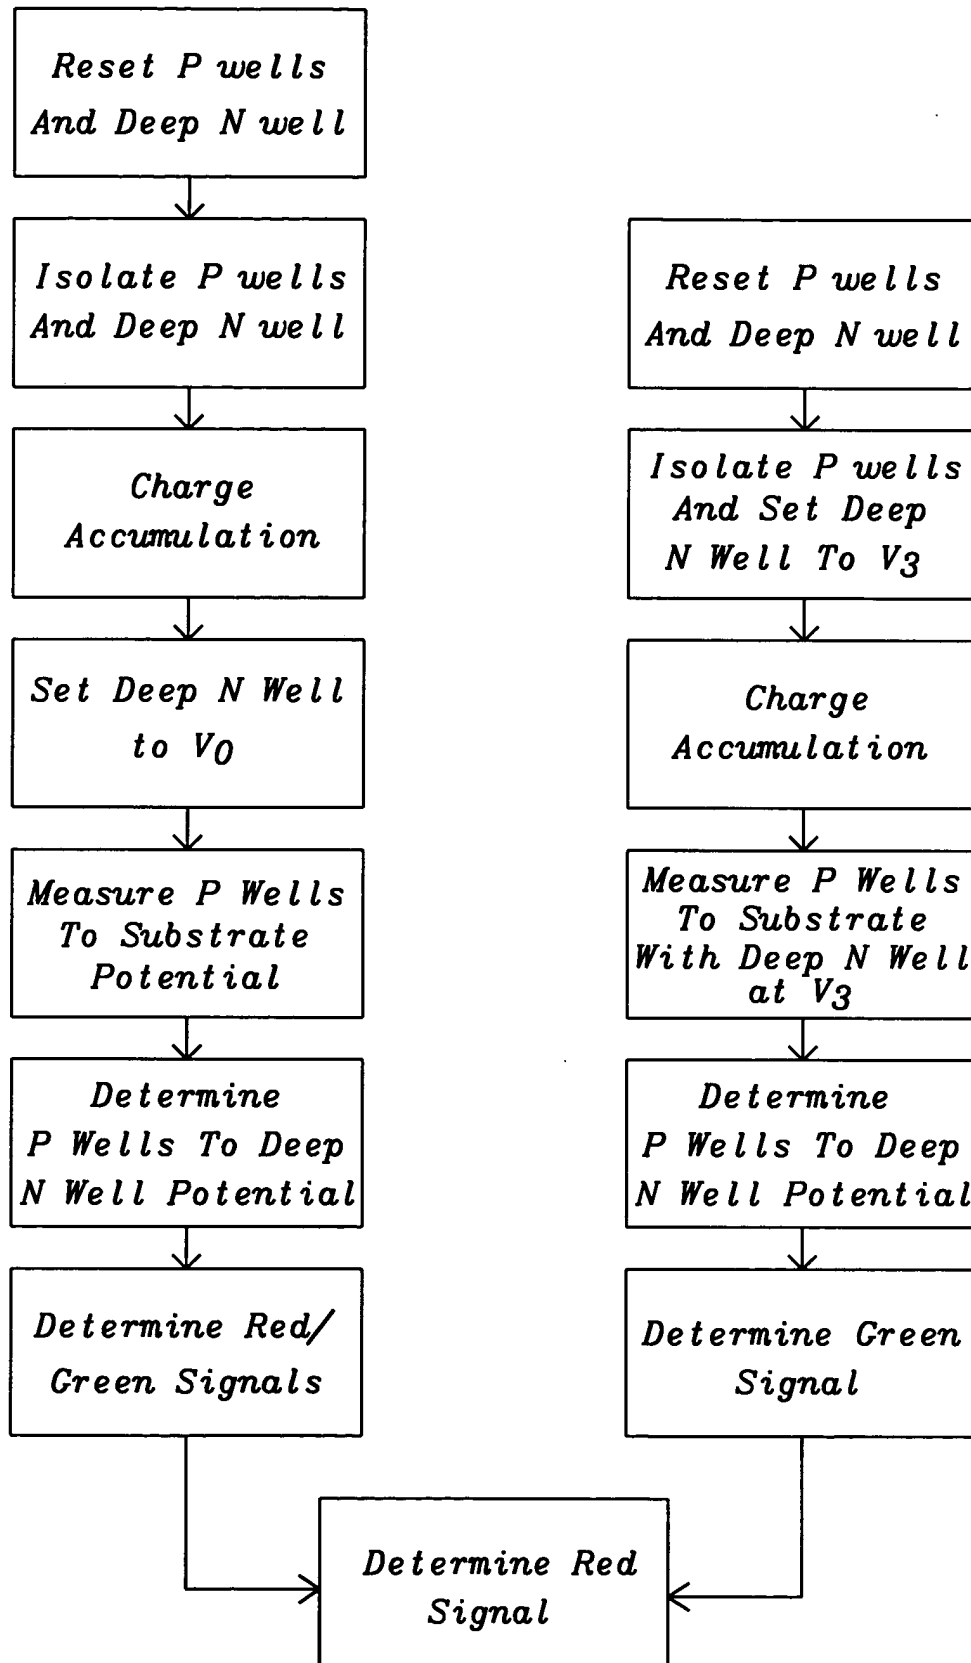 Reset P wells
And Deep N well
Isolate P wells
And Deep N well
Charge
Accumulation
Set Deep N Well
to V0
Measure P Wells
To Substrate
Potential
Determine
P Wells To Deep
N Well Potential
Determine Red/
Green Signals
Reset P wells
And Deep N well
Isolate P wells
And Set Deep
N Well To V3
Charge
Accumulation
Measure P Wells
To Substrate
With Deep N Well
at V3
Determine
P Wells To Deep
N Well Potential
Determine Green
Signal
Determine Red
Signal